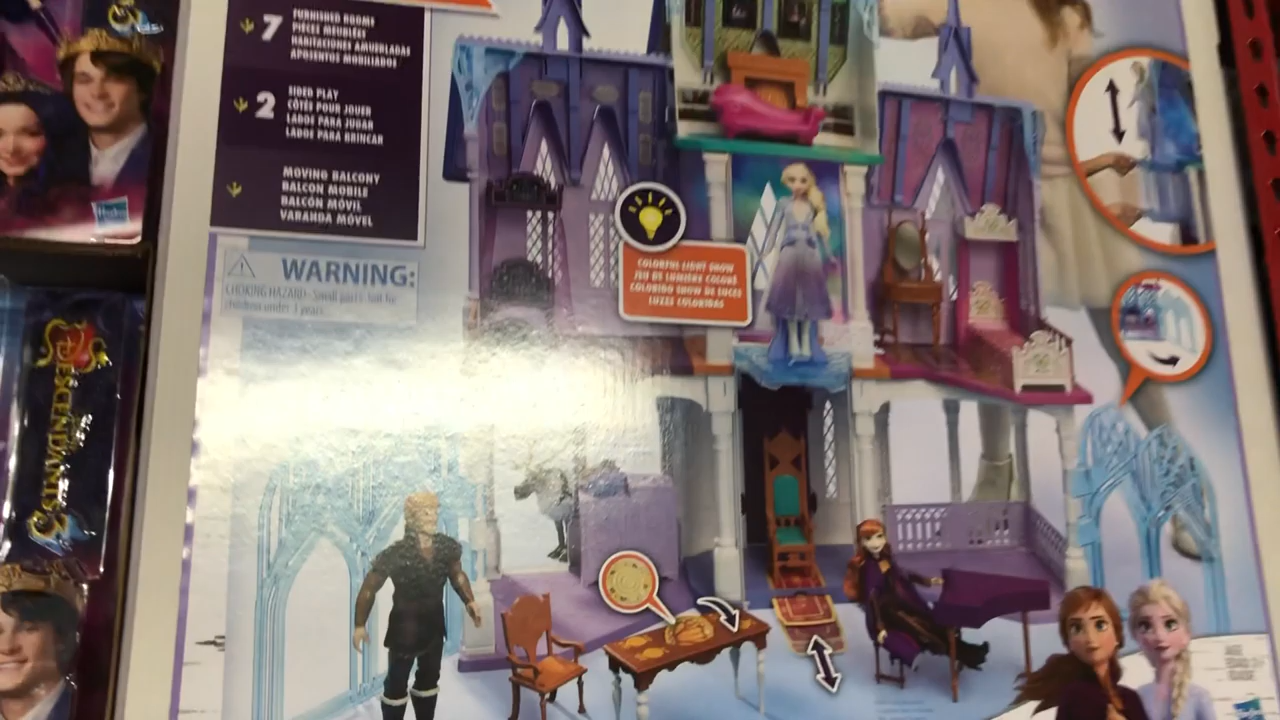 7
FURNISHED ROOMS
PIÈCES MEUBLÉES
HABITACIONES AMUEBLADAS
APOSENTOS MOBILIADOS
2
SIDED PLAY
CÔTÉS POUR JOUER
LADOS PARA JUGAR
LADOS PARA BRINCAR
MOVING BALCONY
BALCON MOBILE
BALCÓN MÓVIL
VARANDA MÓVEL
WARNING:
CHOKING HAZARD-Small parts. Not for
children under 3 years.
COLORFUL LIGHT SHOW
JEU DE LUMIÈRE COLORÉ
COLORIDO SHOW DE LUCES
LUZES COLORIDAS
DESCENDANTS
3
Hasbro